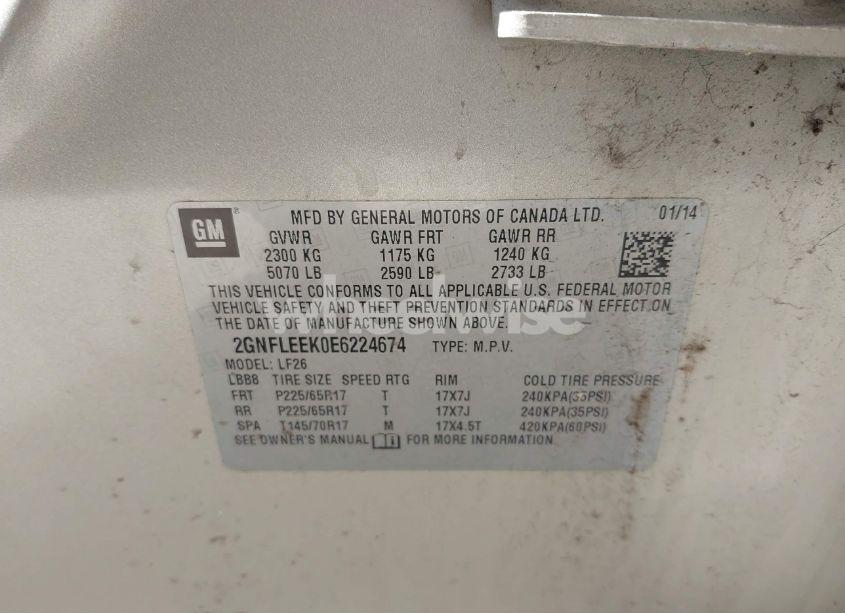 GM
®
MFD BY GENERAL MOTORS OF CANADA LTD. 01/14
GVWR GAWR FRT GAWR RR
2300 KG 1175 KG 1240 KG
5070 LB 2590 LB 2733 LB
THIS VEHICLE CONFORMS TO ALL APPLICABLE U.S. FEDERAL MOTOR
VEHICLE SAFETY AND THEFT PREVENTION STANDARDS IN EFFECT ON
THE DATE OF MANUFACTURE SHOWN ABOVE.
2GNFLEEK0E6224674 TYPE: M.P.V.
MODEL: LF26
LBB8 TIRE SIZE SPEED RTG RIM COLD TIRE PRESSURE
FRT P225/65R17 T 17X7J 240KPA(35PSI)
RR P225/65R17 T 17X7J 240KPA(35PSI)
SPA T145/70R17 M 17X4.5T 420KPA(60PSI)
SEE OWNER'S MANUAL FOR MORE INFORMATION